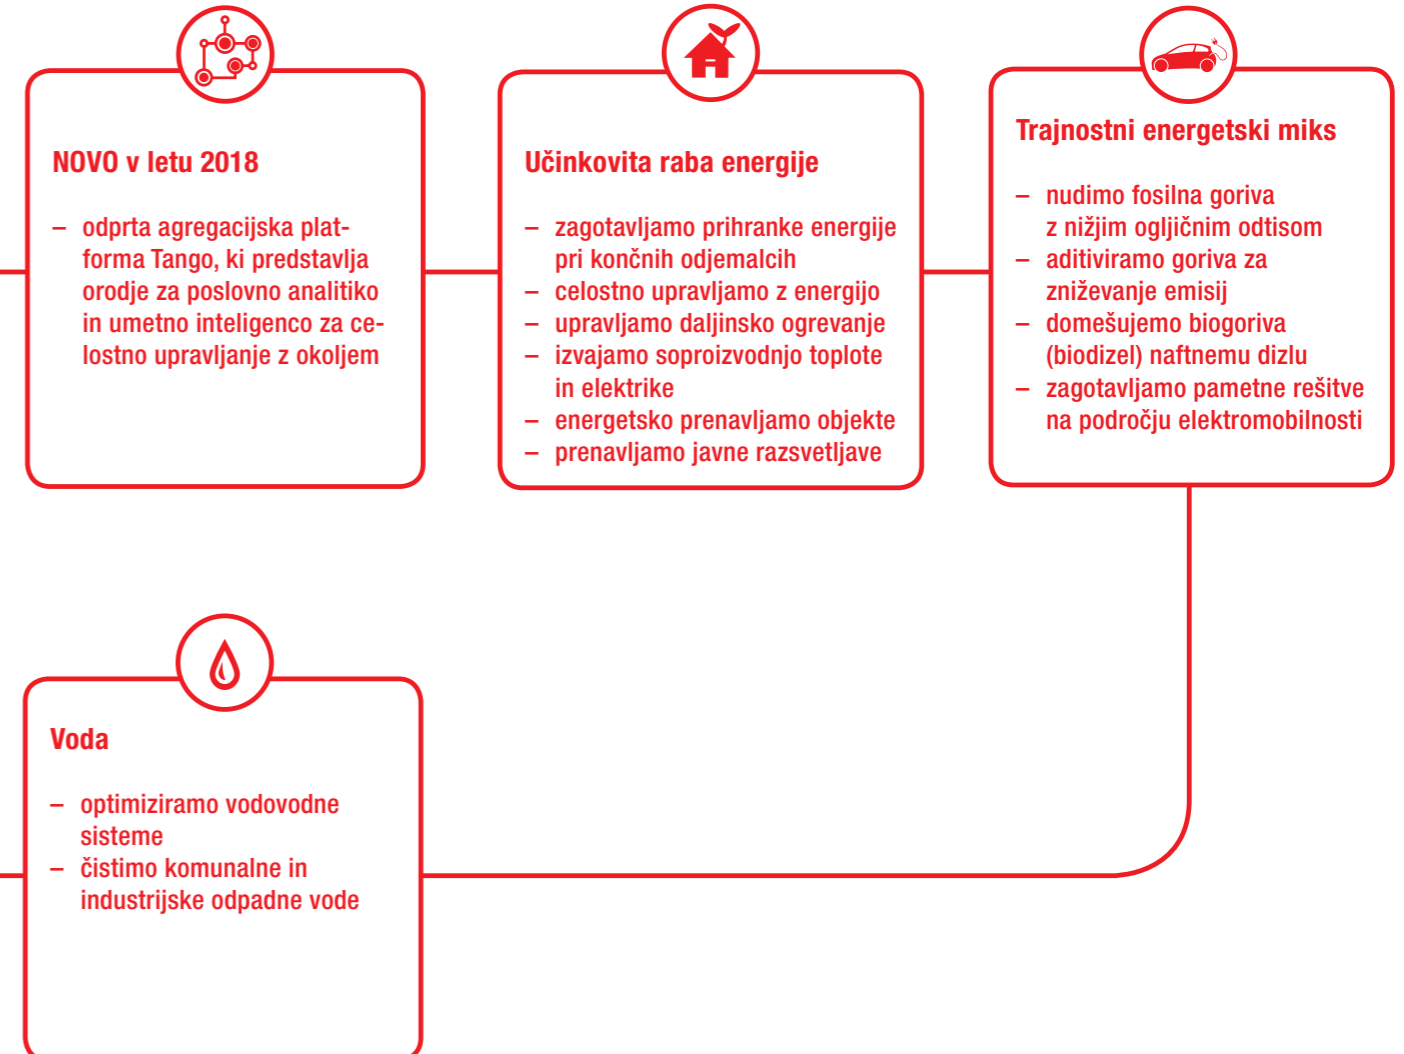 NOVO v letu 2018
– odprta agregacijska plat-
forma Tango, ki predstavlja
orodje za poslovno analitiko
in umetno inteligenco za ce-
lostno upravljanje z okoljem
Učinkovita raba energije
– zagotavljamo prihranke energije
pri končnih odjemalcih
– celostno upravljamo z energijo
– upravljamo daljinsko ogrevanje
– izvajamo soproizvodnjo toplote
in elektrike
– energetsko prenavljamo objekte
– prenavljamo javne razsvetljave
Trajnostni energetski miks
– nudimo fosilna goriva
z nižjim ogljičnim odtisom
– aditiviramo goriva za
zniževanje emisij
– domešujemo biogoriva
(biodizel) naftnemu dizlu
– zagotavljamo pametne rešitve
na področju elektromobilnosti
Voda
– optimiziramo vodovodne
sisteme
– čistimo komunalne in
industrijske odpadne vode